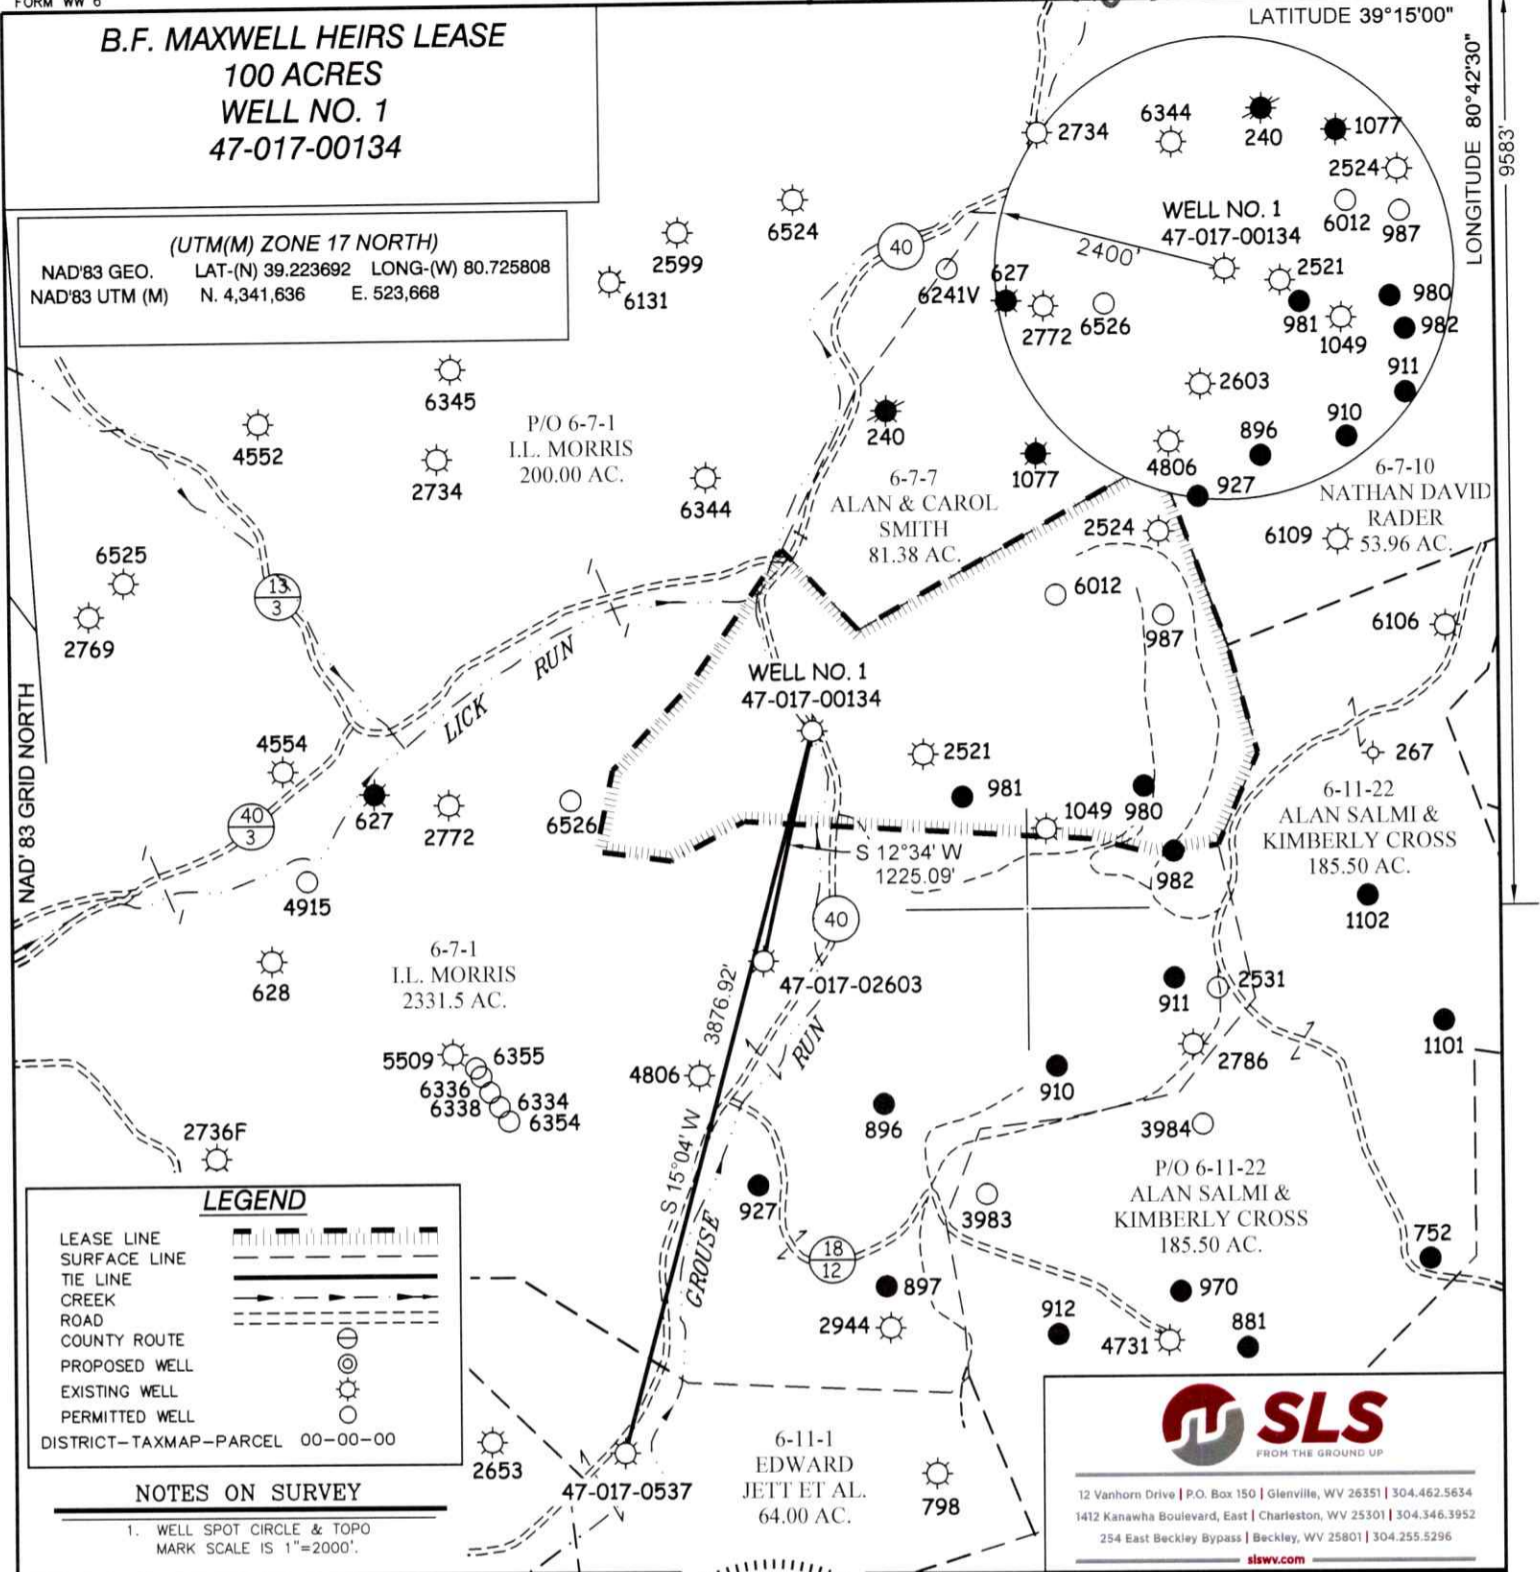 FORM WW 6
B.F. MAXWELL HEIRS LEASE
100 ACRES
WELL NO. 1
47-017-00134
(UTM(M) ZONE 17 NORTH)
NAD'83 GEO. LAT-(N) 39.223692 LONG-(W) 80.725808
NAD'83 UTM (M) N. 4,341,636 E. 523,668
LATITUDE 39°15'00"
LONGITUDE 80°42'30"
9583'
2734
6344
240
1077
2524
6012
987
WELL NO. 1
47-017-00134
2400'
2521
627
2772
6526
981
1049
980
982
911
2603
910
896
4806
927
6524
2599
6131
40
6241V
6345
4552
2734
P/O 6-7-1
I.L. MORRIS
200.00 AC.
6344
240
1077
6-7-7
ALAN & CAROL
SMITH
81.38 AC.
2524
6-7-10
NATHAN DAVID
RADER
53.96 AC.
6109
6525
2769
13
3
6012
987
6106
NAD' 83 GRID NORTH
LICK
RUN
WELL NO. 1
47-017-00134
4554
627
2772
6526
40
3
2521
981
1049
980
982
267
6-11-22
ALAN SALMI &
KIMBERLY CROSS
185.50 AC.
S 12°34' W
1225.09'
4915
628
40
1102
6-7-1
I.L. MORRIS
2331.5 AC.
47-017-02603
3876.92'
S 15°04' W
911
2531
1101
5509
6355
6336
6338
6334
6354
4806
GROUSE
RUN
910
2786
2736F
896
3984
P/O 6-11-22
ALAN SALMI &
KIMBERLY CROSS
185.50 AC.
927
3983
752
18
12
897
2944
912
970
4731
881
LEGEND
LEASE LINE
SURFACE LINE
TIE LINE
CREEK
ROAD
COUNTY ROUTE
PROPOSED WELL
EXISTING WELL
PERMITTED WELL
DISTRICT-TAXMAP-PARCEL 00-00-00
2653
47-017-0537
6-11-1
EDWARD
JETT ET AL.
64.00 AC.
798
NOTES ON SURVEY
1. WELL SPOT CIRCLE & TOPO
MARK SCALE IS 1"=2000'.
SLS
FROM THE GROUND UP
12 Vanhorn Drive | P.O. Box 150 | Glenville, WV 26351 | 304.462.5634
1412 Kanawha Boulevard, East | Charleston, WV 25301 | 304.346.3952
254 East Beckley Bypass | Beckley, WV 25801 | 304.255.5296
slswv.com